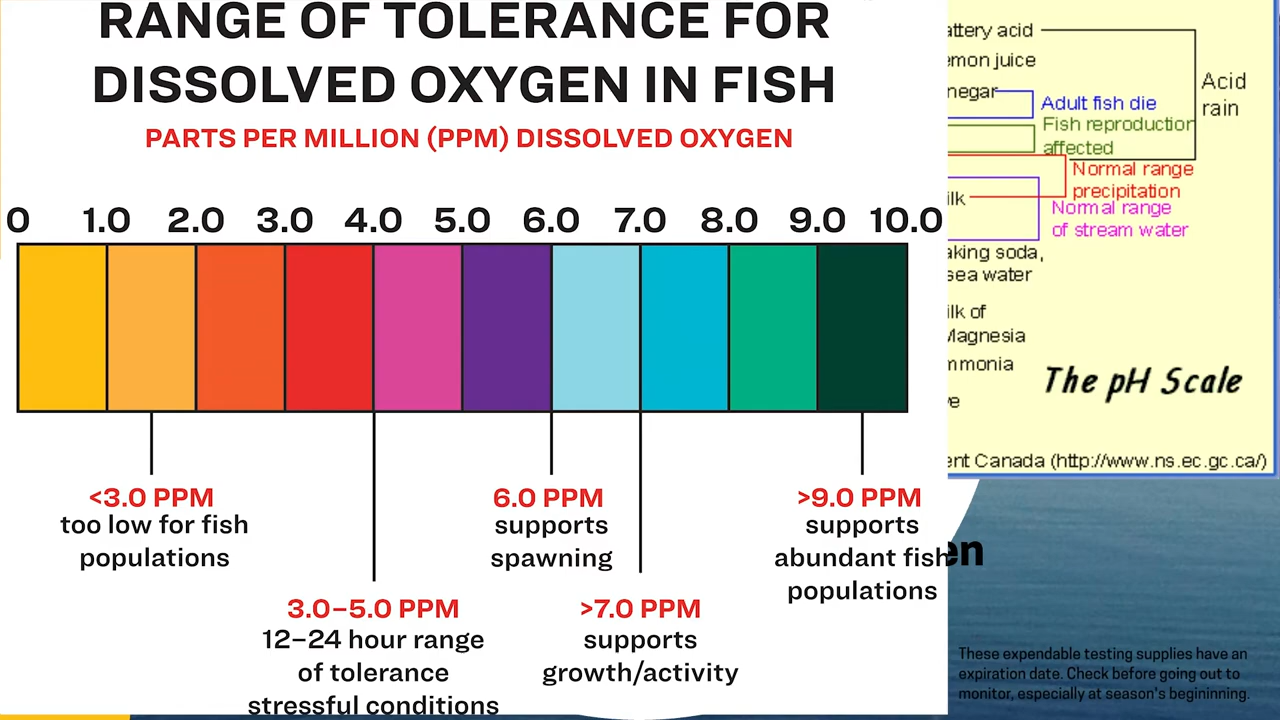 RANGE OF TOLERANCE FOR
DISSOLVED OXYGEN IN FISH
PARTS PER MILLION (PPM) DISSOLVED OXYGEN
0 1.0 2.0 3.0 4.0 5.0 6.0 7.0 8.0 9.0 10.0
<3.0 PPM
too low for fish
populations
3.0–5.0 PPM
12–24 hour range
of tolerance
stressful conditions
6.0 PPM
supports
spawning
>7.0 PPM
supports
growth/activity
>9.0 PPM
supports
abundant fish
populations
attery acid
emon juice
negar
Acid
rain
Adult fish die
Fish reproduction
affected
Normal range
precipitation
ilk
Normal range
of stream water
aking soda,
sea water
ilk of
Magnesia
mmonia
The pH Scale
ent Canada (http://www.ns.ec.gc.ca/)
en
These expendable testing supplies have an
expiration date. Check before going out to
monitor, especially at season's begininning.